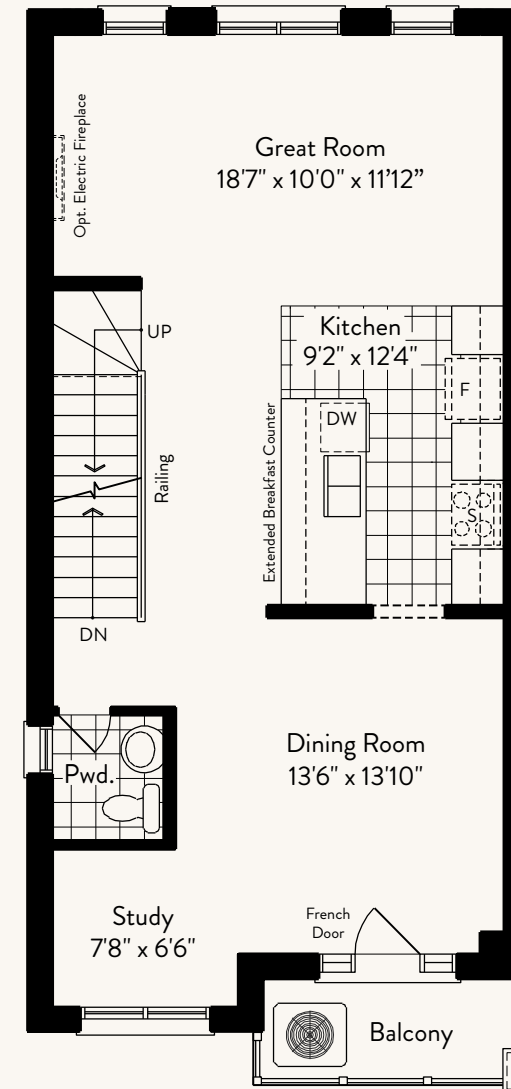 Great Room
18'7" x 10'0" x 11'12”
Opt. Electric Fireplace
UP
Kitchen
9'2" x 12'4"
F
DW
Extended Breakfast Counter
Railing
S
DN
Dining Room
13'6" x 13'10"
Pwd.
Study
7'8" x 6'6"
French
Door
Balcony